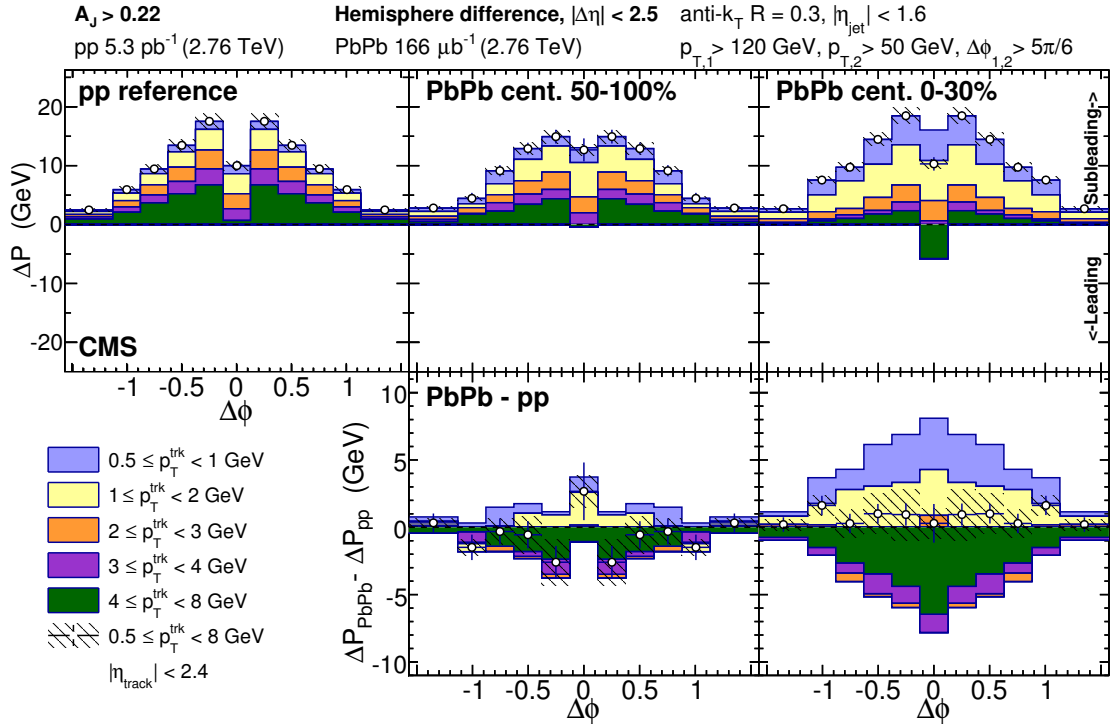 A_J > 0.22 Hemisphere difference, |Δη| < 2.5 anti-k_T R = 0.3, |η_jet| < 1.6
pp 5.3 pb⁻¹ (2.76 TeV) PbPb 166 μb⁻¹ (2.76 TeV) p_T,1 > 120 GeV, p_T,2 > 50 GeV, Δϕ_1,2 > 5π/6
pp reference
PbPb cent. 50-100%
PbPb cent. 0-30%
20
10
0
-10
-20
ΔP (GeV)
Subleading->
<-Leading
CMS
-1 -0.5 0 0.5 1
Δϕ
PbPb - pp
10
5
0
-5
-10
ΔP_PbPb - ΔP_pp (GeV)
0.5 ≤ p_T^trk < 1 GeV
1 ≤ p_T^trk < 2 GeV
2 ≤ p_T^trk < 3 GeV
3 ≤ p_T^trk < 4 GeV
4 ≤ p_T^trk < 8 GeV
0.5 ≤ p_T^trk < 8 GeV
|η_track| < 2.4
-1 -0.5 0 0.5 1
Δϕ
-1 -0.5 0 0.5 1
Δϕ